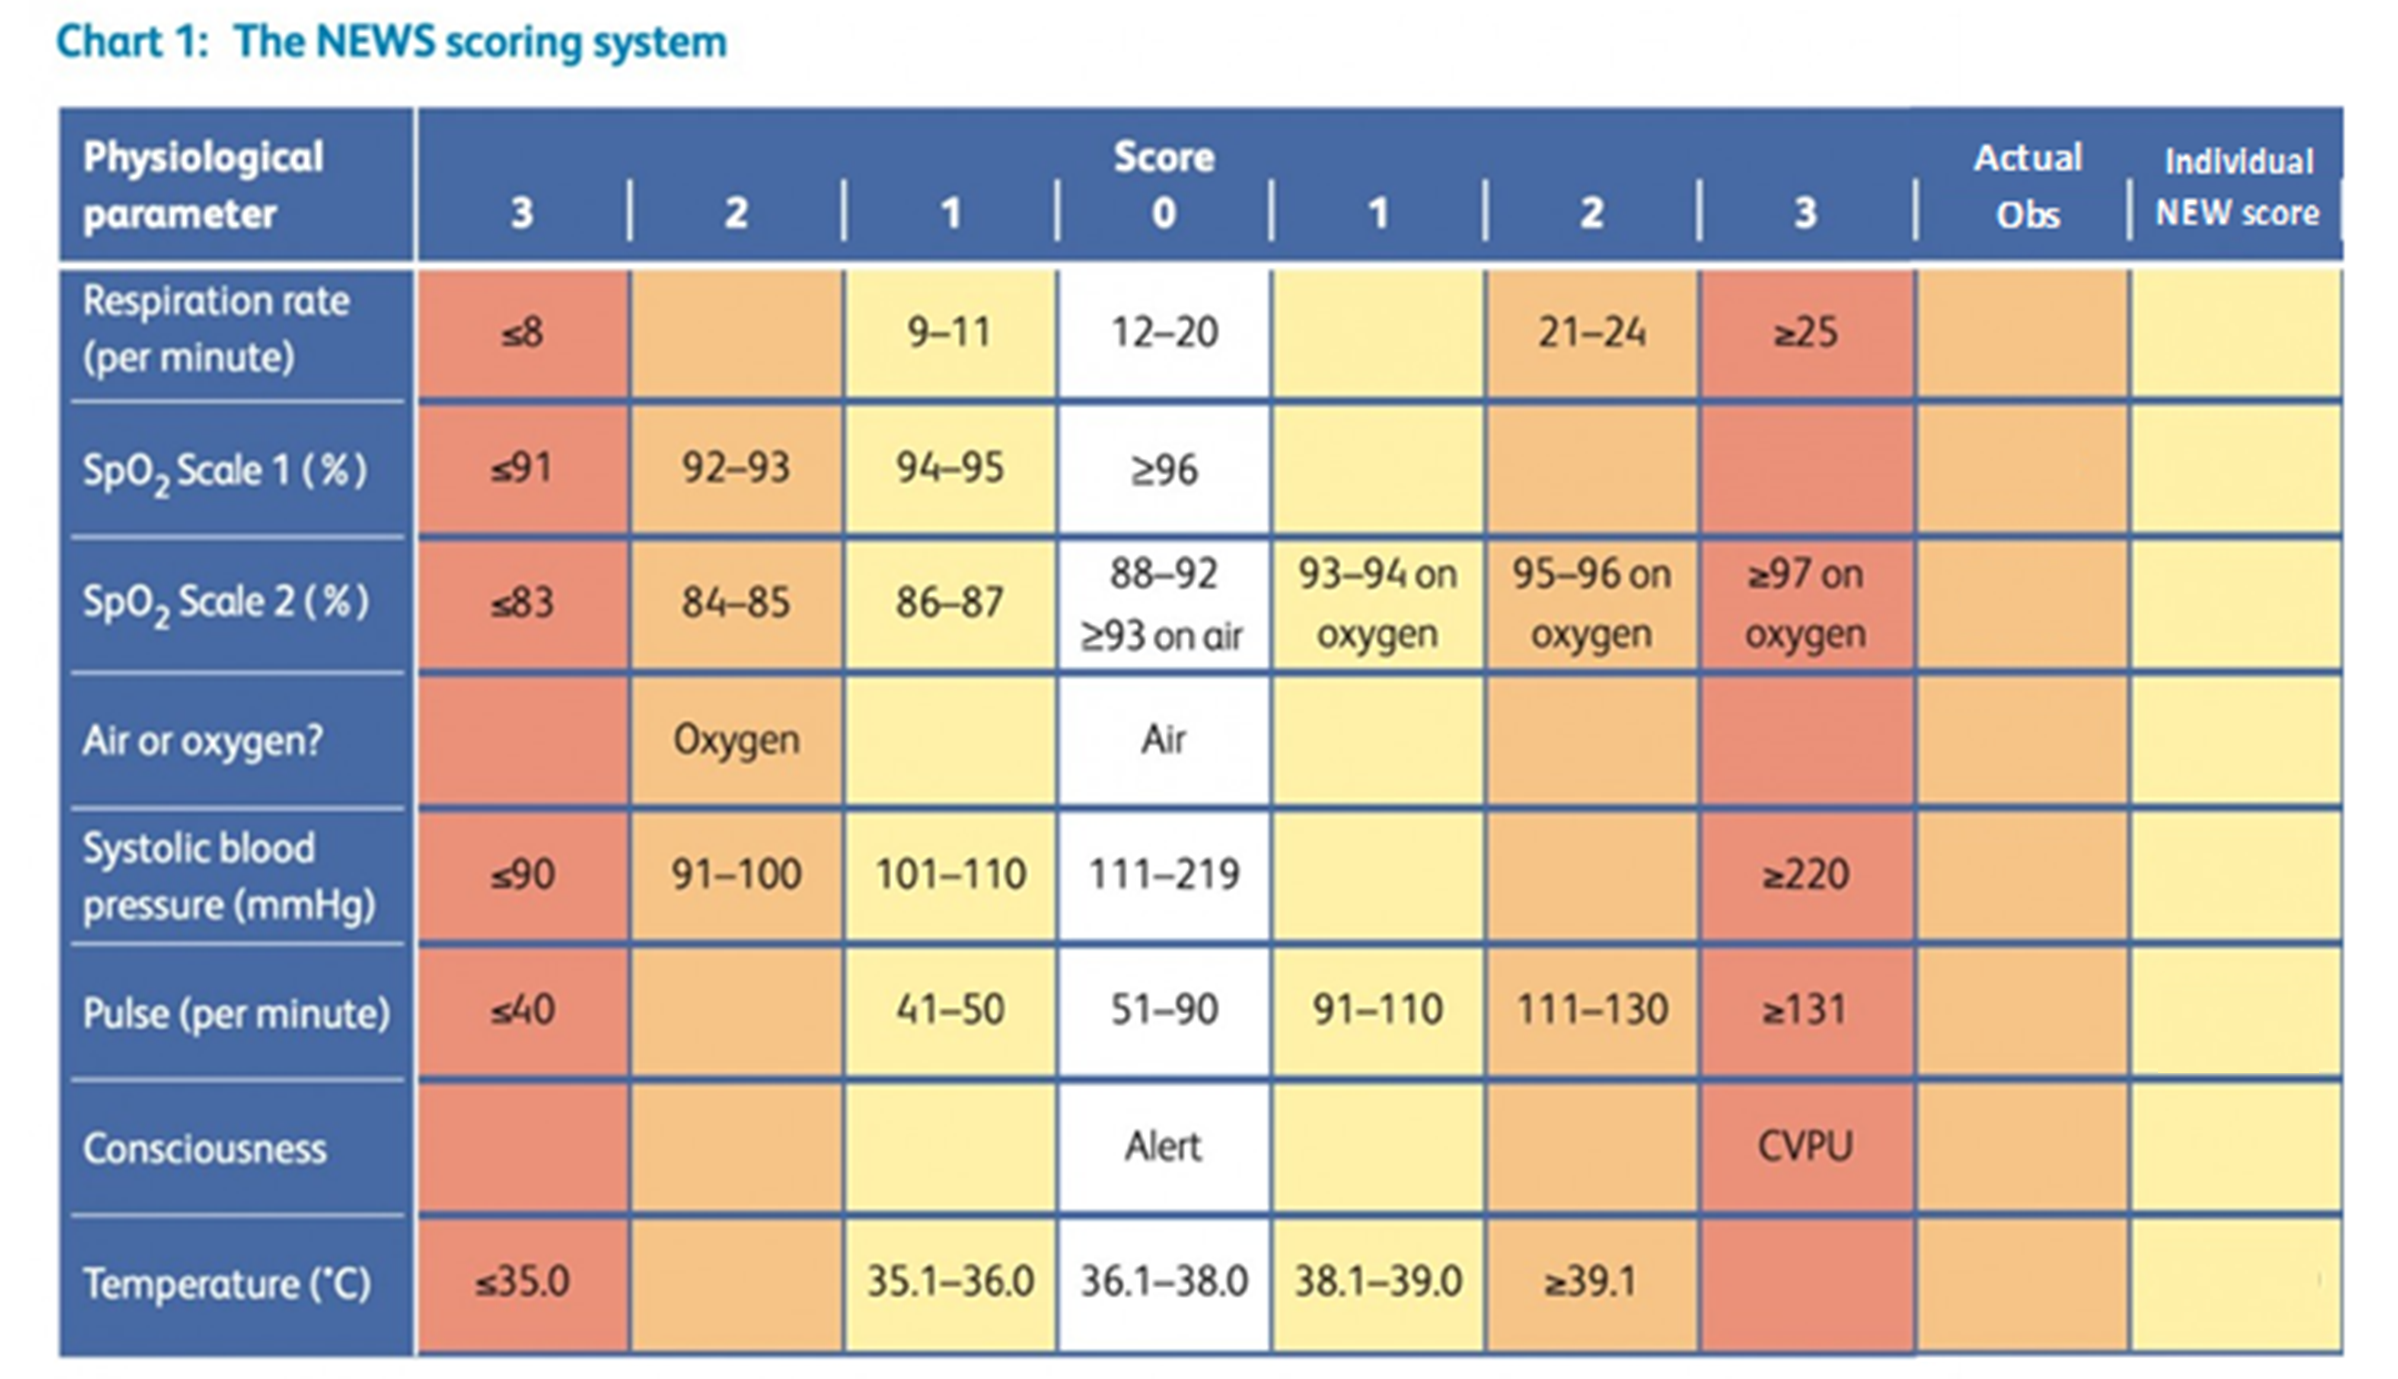 Chart 1: The NEWS scoring system
Physiological parameter Score Actual Obs Individual NEW score
3 2 1 0 1 2 3
Respiration rate (per minute) ≤8 9–11 12–20 21–24 ≥25
SpO₂ Scale 1 (%) ≤91 92–93 94–95 ≥96
SpO₂ Scale 2 (%) ≤83 84–85 86–87 88–92 ≥93 on air 93–94 on oxygen 95–96 on oxygen ≥97 on oxygen
Air or oxygen? Oxygen Air
Systolic blood pressure (mmHg) ≤90 91–100 101–110 111–219 ≥220
Pulse (per minute) ≤40 41–50 51–90 91–110 111–130 ≥131
Consciousness Alert CVPU
Temperature (°C) ≤35.0 35.1–36.0 36.1–38.0 38.1–39.0 ≥39.1